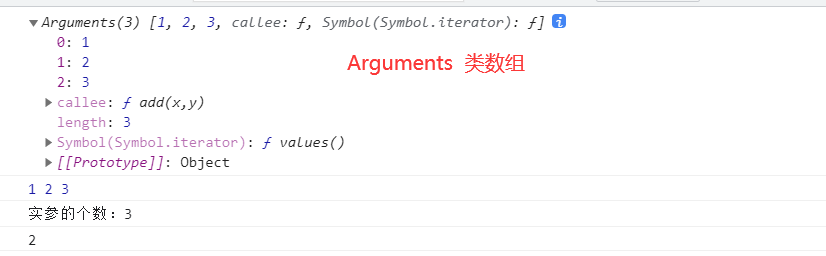 Arguments(3) [1, 2, 3, callee: ƒ, Symbol(Symbol.iterator): ƒ]
0: 1
1: 2
Arguments 类数组
2: 3
callee: ƒ add(x,y)
length: 3
Symbol(Symbol.iterator): ƒ values()
[[Prototype]]: Object
1 2 3
实参的个数：3
2